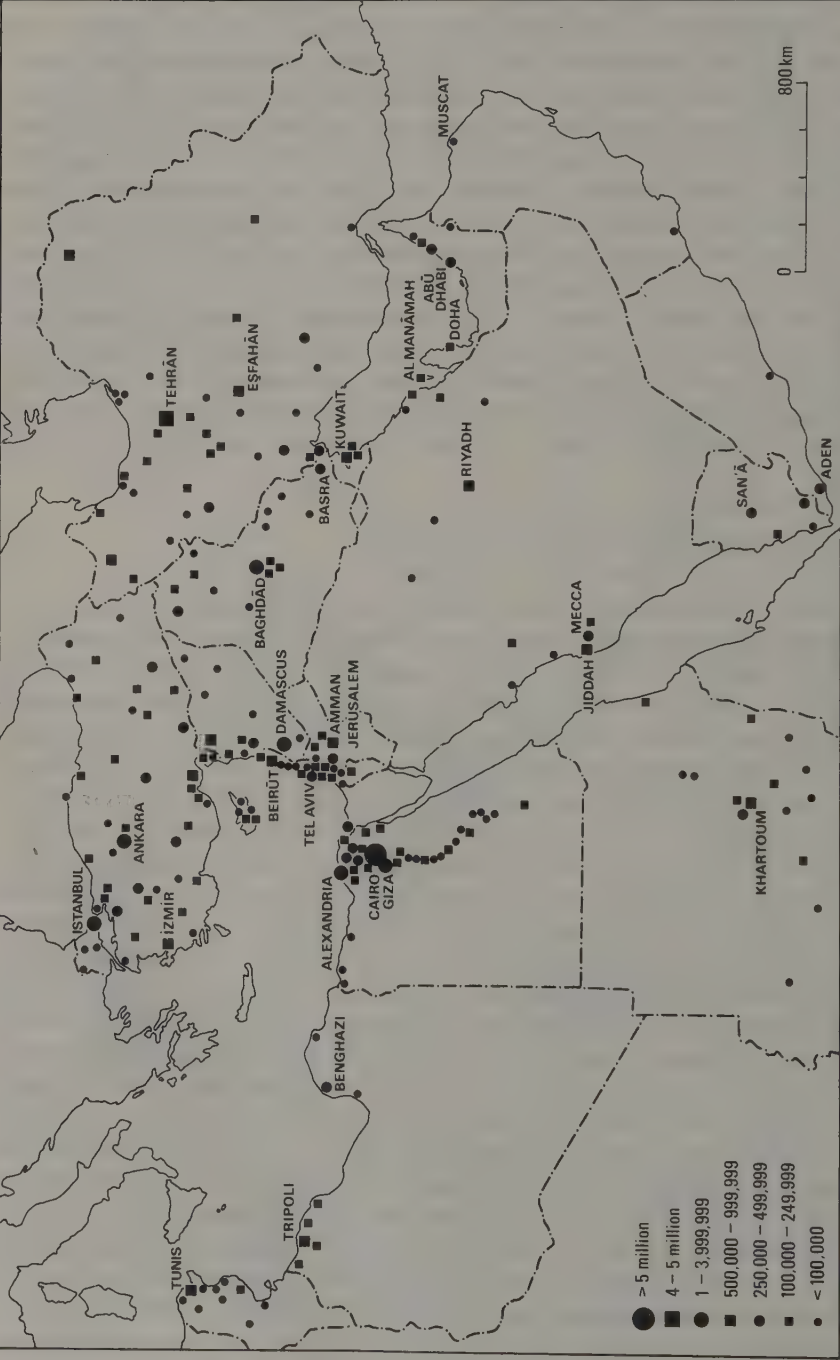 ISTANBUL
ANKARA
İZMİR
TEHRĀN
EṢFAHĀN
BAGHDĀD
BASRA
KUWAIT
DAMASCUS
BEIRŪT
AMMAN
JERUSALEM
TEL AVIV
ALEXANDRIA
CAIRO
GIZA
TUNIS
TRIPOLI
BENGHAZI
AL MANĀMAH
ABŪ
DHABI
DOHA
MUSCAT
RIYADH
MECCA
JIDDAH
SAN'Ā
ADEN
KHARTOUM
> 5 million
4 – 5 million
1 – 3,999,999
500,000 – 999,999
250,000 – 499,999
100,000 – 249,999
< 100,000
0 800 km